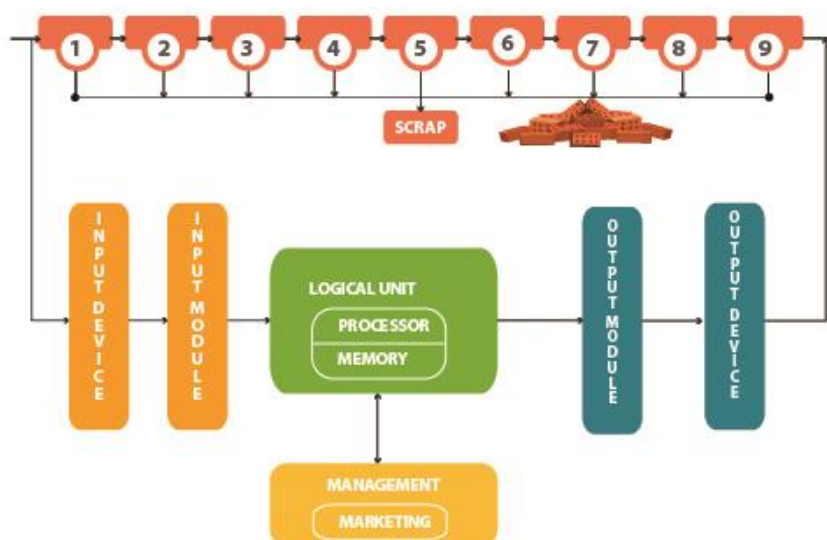 1 2 3 4 5 6 7 8 9
SCRAP
INPUT DEVICE
INPUT MODULE
LOGICAL UNIT
PROCESSOR
MEMORY
OUTPUT MODULE
OUTPUT DEVICE
MANAGEMENT
MARKETING